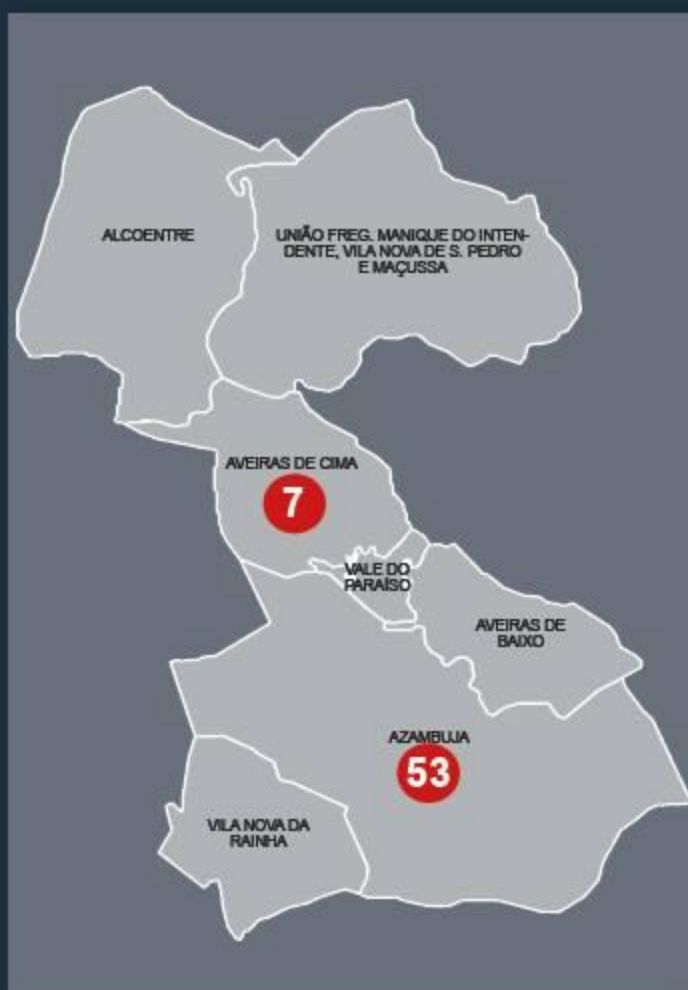 ALCOENTRE
UNIÃO FREG. MANIQUE DO INTEN-
DENTE, VILA NOVA DE S. PEDRO
E MAÇUSSA
AVEIRAS DE CIMA
7
VALE DO
PARAÍSO
AVEIRAS DE
BAIXO
AZAMBUJA
53
VILA NOVA DA
RAINHA